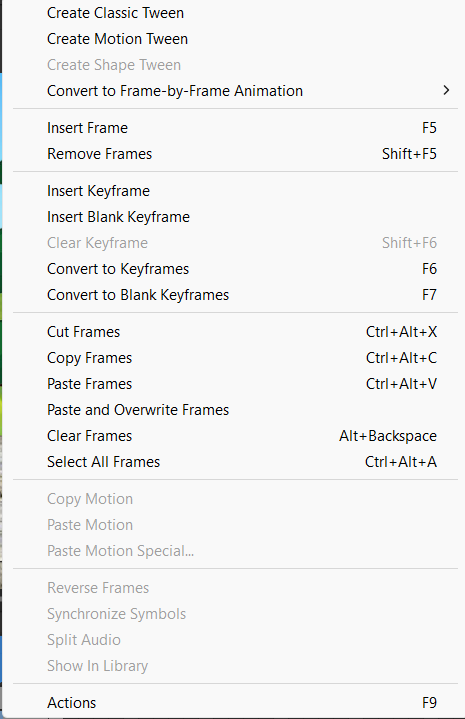 Create Classic Tween
Create Motion Tween
Create Shape Tween
Convert to Frame-by-Frame Animation
Insert Frame F5
Remove Frames Shift+F5
Insert Keyframe
Insert Blank Keyframe
Clear Keyframe Shift+F6
Convert to Keyframes F6
Convert to Blank Keyframes F7
Cut Frames Ctrl+Alt+X
Copy Frames Ctrl+Alt+C
Paste Frames Ctrl+Alt+V
Paste and Overwrite Frames
Clear Frames Alt+Backspace
Select All Frames Ctrl+Alt+A
Copy Motion
Paste Motion
Paste Motion Special...
Reverse Frames
Synchronize Symbols
Split Audio
Show In Library
Actions F9